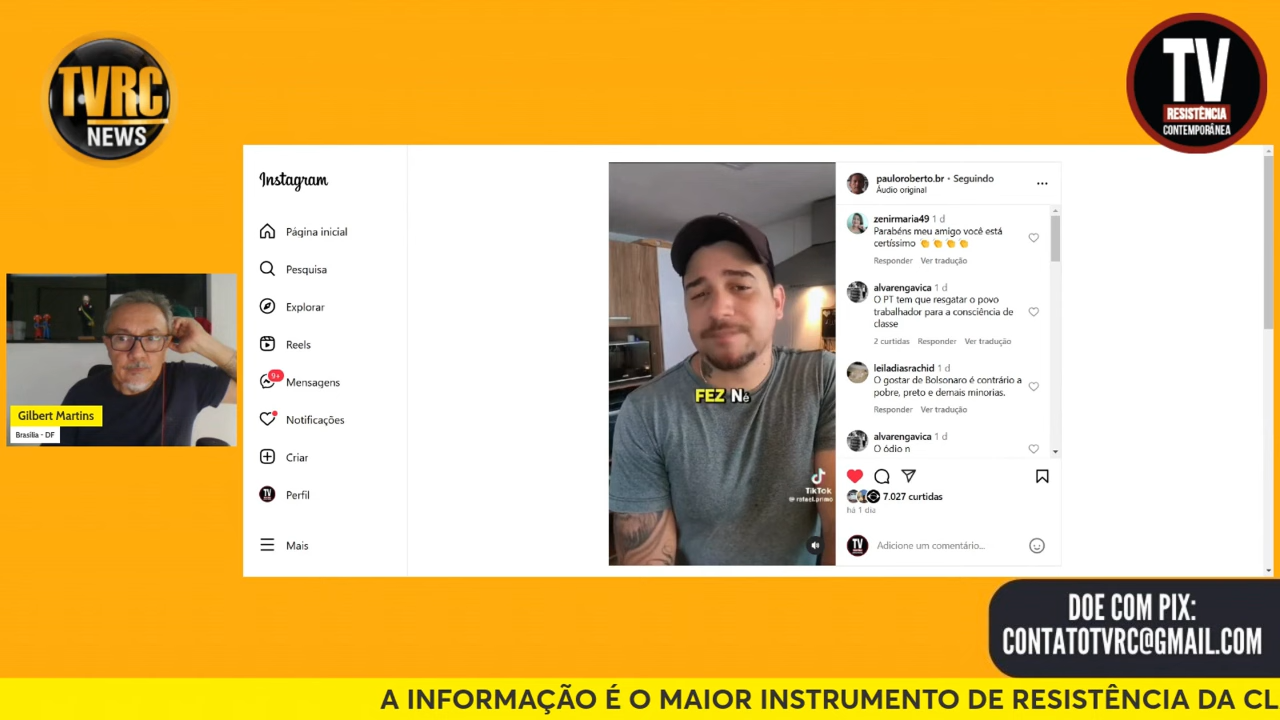 TVRC
NEWS
TV
RESISTÊNCIA
CONTEMPORÂNEA
Instagram
Página inicial
Pesquisa
Explorar
Reels
9+
Mensagens
Notificações
Criar
Perfil
Mais
Gilbert Martins
Brasília - DF
FEZ Né
TikTok
pauloroberto.br • Seguindo
Áudio original
zenirmaria49 1 d
Parabéns meu amigo você está
certíssimo 👏 👏 👏 👏
Responder Ver tradução
alvarengavica 1 d
O PT tem que resgatar o povo
trabalhador para a consciência de
classe
2 curtidas Responder Ver tradução
leiladiasrachid 1 d
O gostar de Bolsonaro é contrário a
pobre, preto e demais minorias.
Responder Ver tradução
alvarengavica 1 d
O ódio n
7.027 curtidas
há 1 dia
Adicione um comentário...
DOE COM PIX:
CONTATOTVRC@GMAIL.COM
A INFORMAÇÃO É O MAIOR INSTRUMENTO DE RESISTÊNCIA DA CL